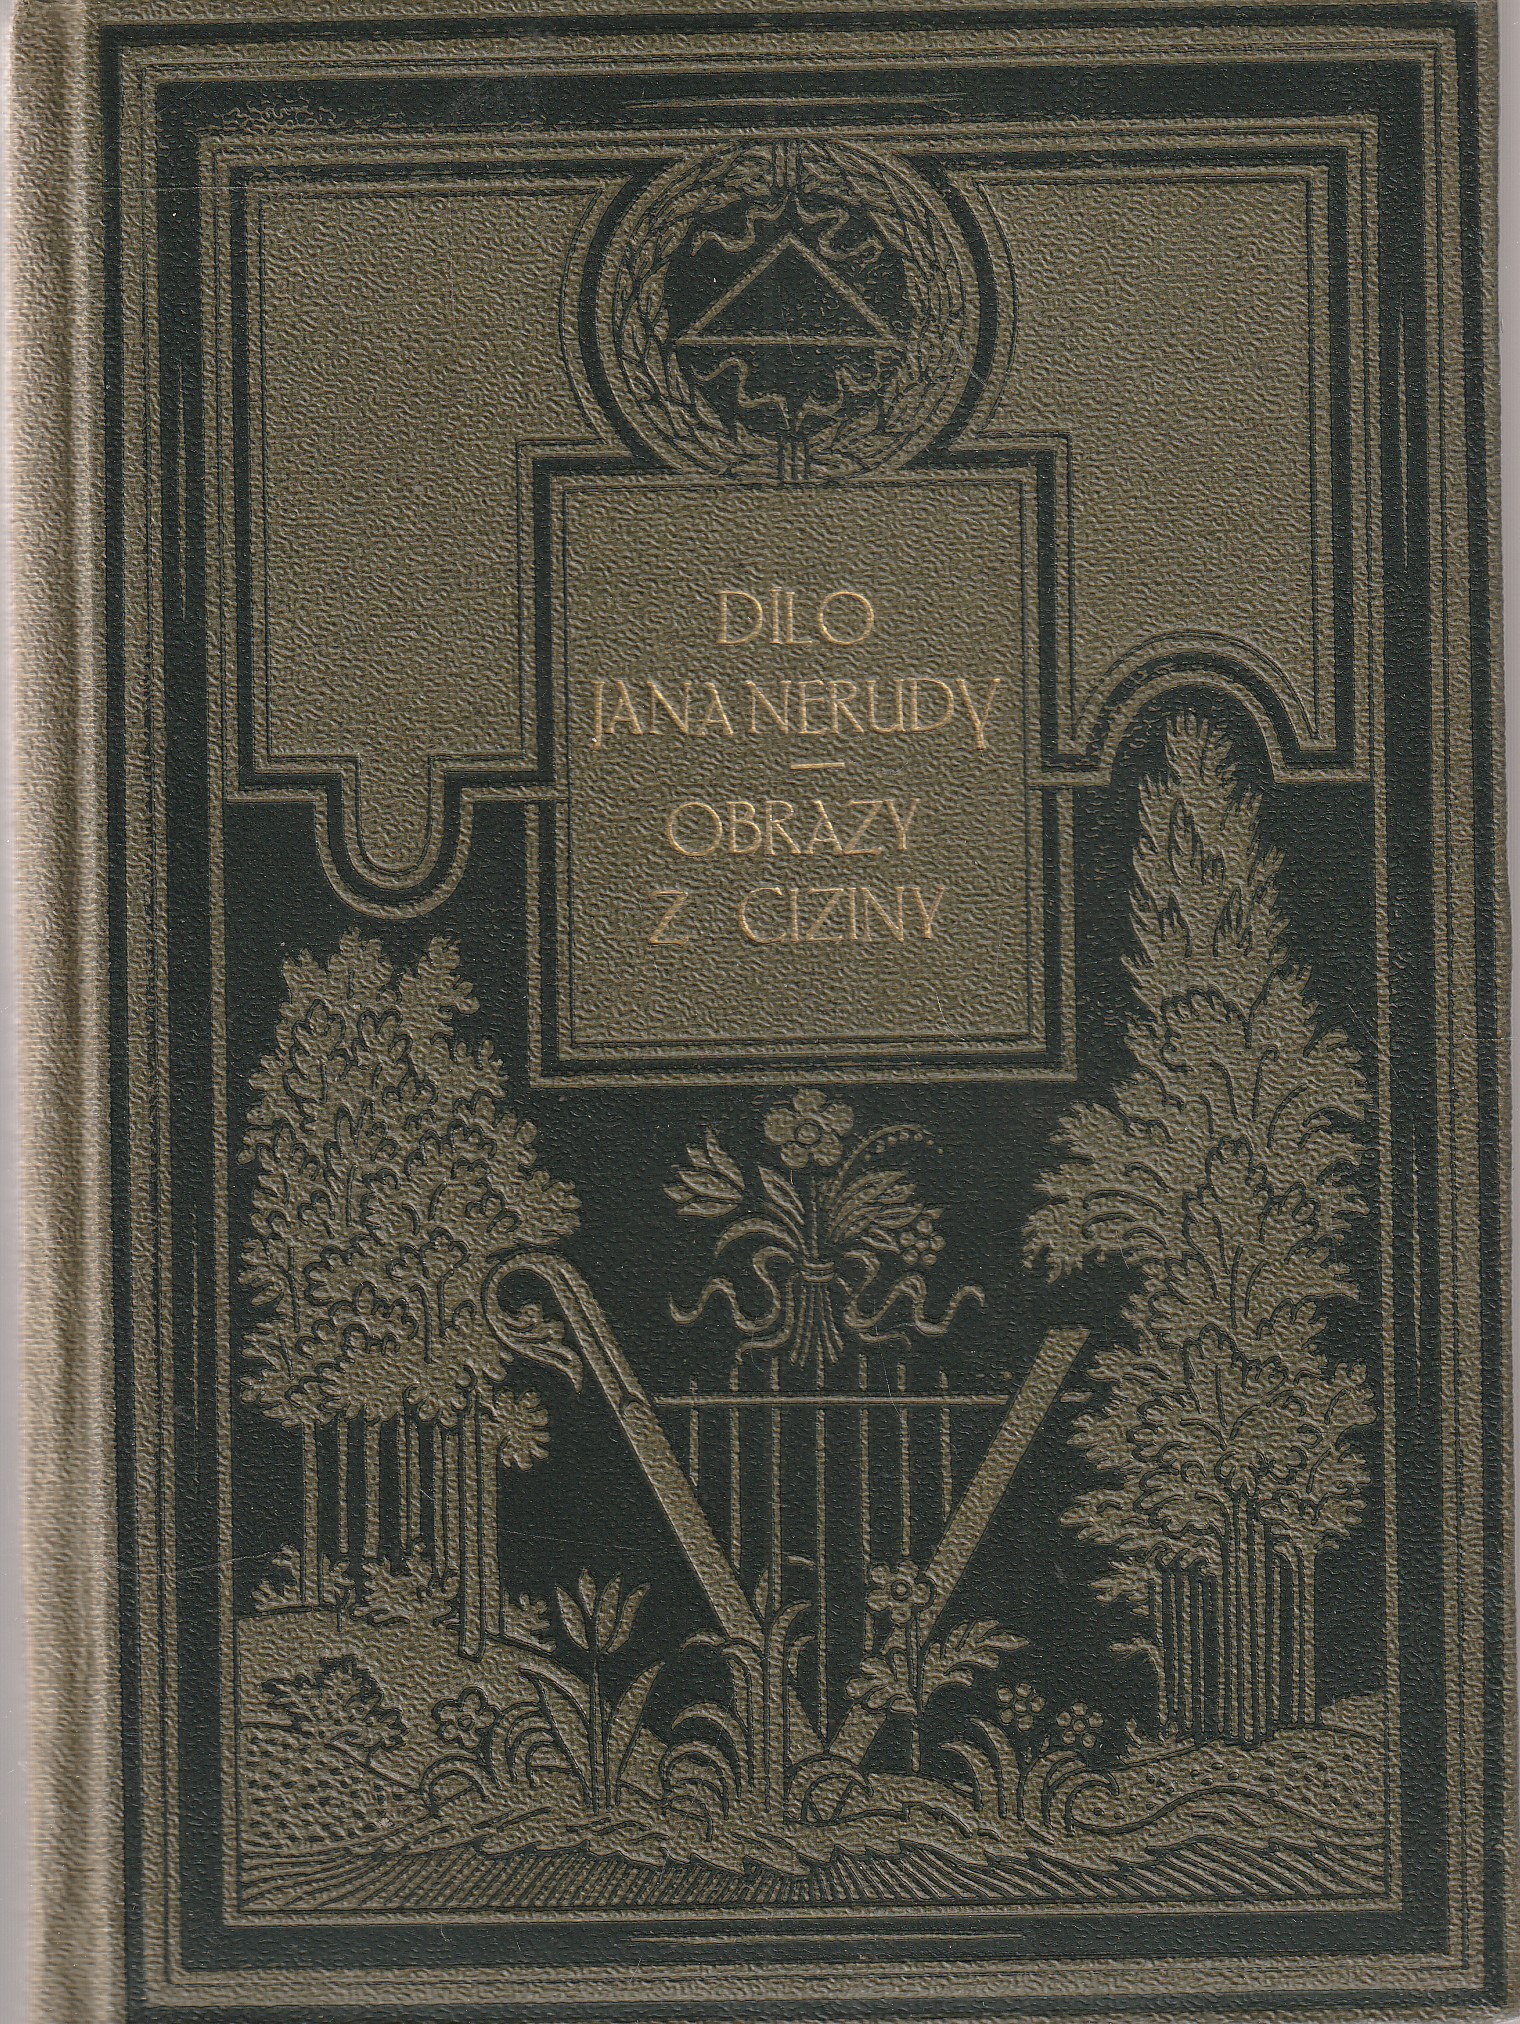 DÍLO
JANA NERUDY
—
OBRAZY
Z CIZINY